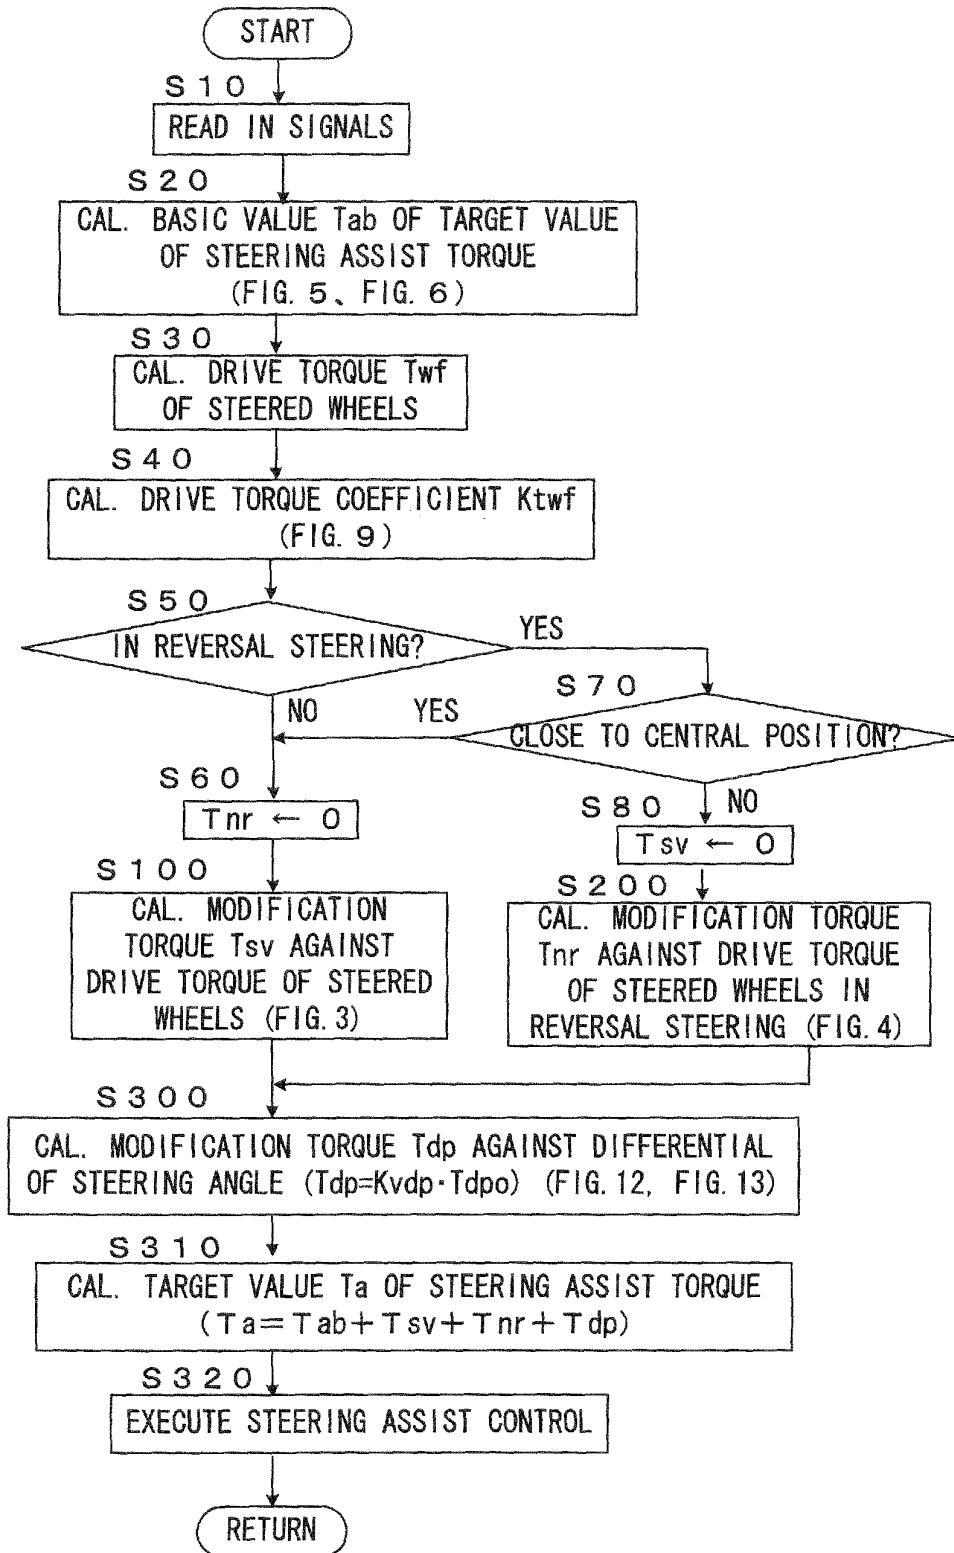 START
S10
READ IN SIGNALS
S20
CAL. BASIC VALUE Tab OF TARGET VALUE
OF STEERING ASSIST TORQUE
(FIG. 5、FIG. 6)
S30
CAL. DRIVE TORQUE Twf
OF STEERED WHEELS
S40
CAL. DRIVE TORQUE COEFFICIENT Ktwf
(FIG. 9)
S50
IN REVERSAL STEERING?
YES
NO
S70
CLOSE TO CENTRAL POSITION?
YES
NO
S60
Tnr ← 0
S80
Tsv ← 0
S100
CAL. MODIFICATION
TORQUE Tsv AGAINST
DRIVE TORQUE OF STEERED
WHEELS (FIG. 3)
S200
CAL. MODIFICATION TORQUE
Tnr AGAINST DRIVE TORQUE
OF STEERED WHEELS IN
REVERSAL STEERING (FIG. 4)
S300
CAL. MODIFICATION TORQUE Tdp AGAINST DIFFERENTIAL
OF STEERING ANGLE (Tdp=Kvdp·Tdpo) (FIG. 12, FIG. 13)
S310
CAL. TARGET VALUE Ta OF STEERING ASSIST TORQUE
(Ta=Tab+Tsv+Tnr+Tdp)
S320
EXECUTE STEERING ASSIST CONTROL
RETURN